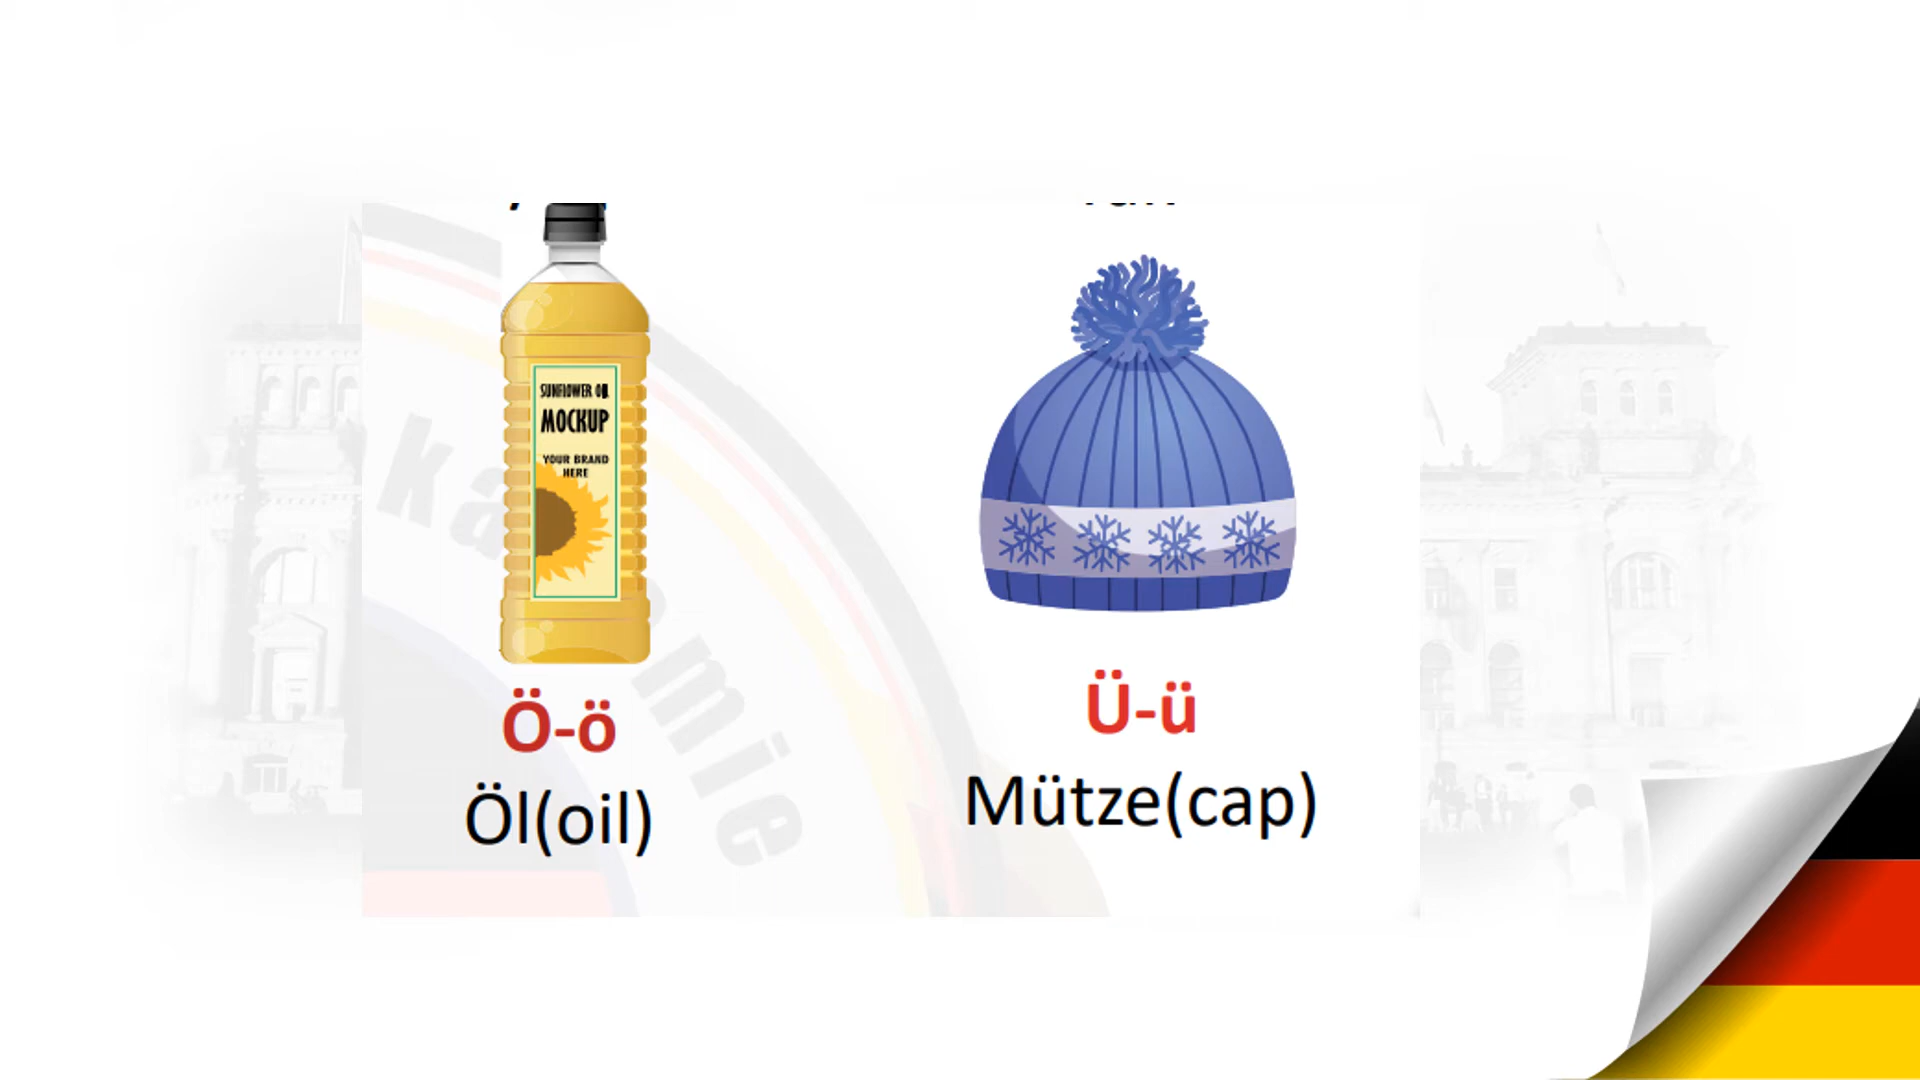 SUNFLOWER OIL
MOCKUP
YOUR BRAND
HERE
Ö-ö
Öl(oil)
Ü-ü
Mütze(cap)